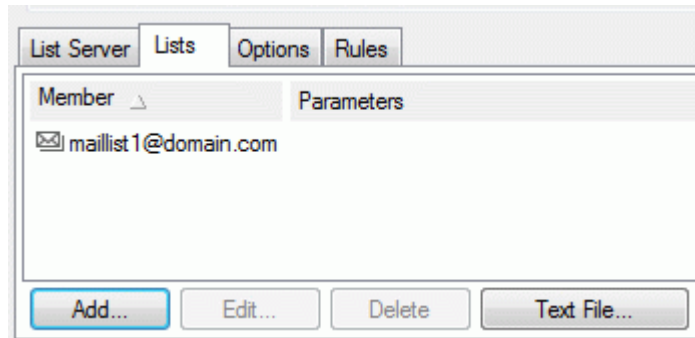 List Server Lists Options Rules
Member Parameters
maillist1@domain.com
Add... Edit... Delete Text File...